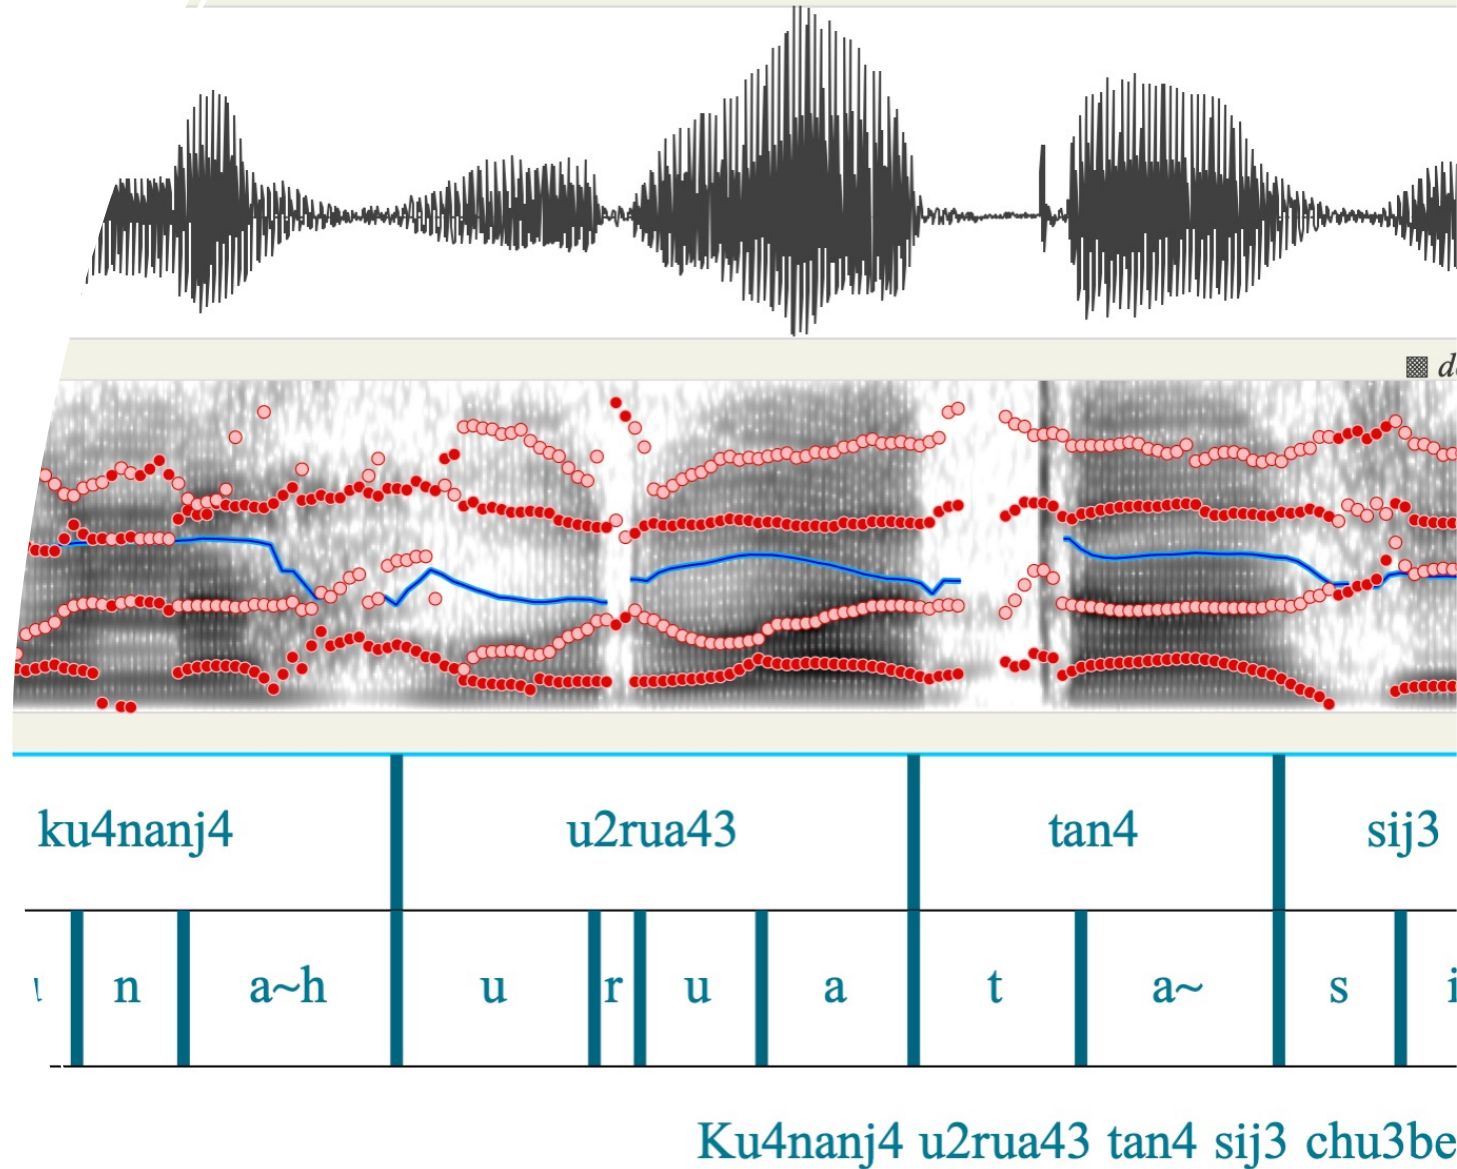 ku4nanj4 u2rua43 tan4 sij3
n a~h u r u a t a~ s i
Ku4nanj4 u2rua43 tan4 sij3 chu3be